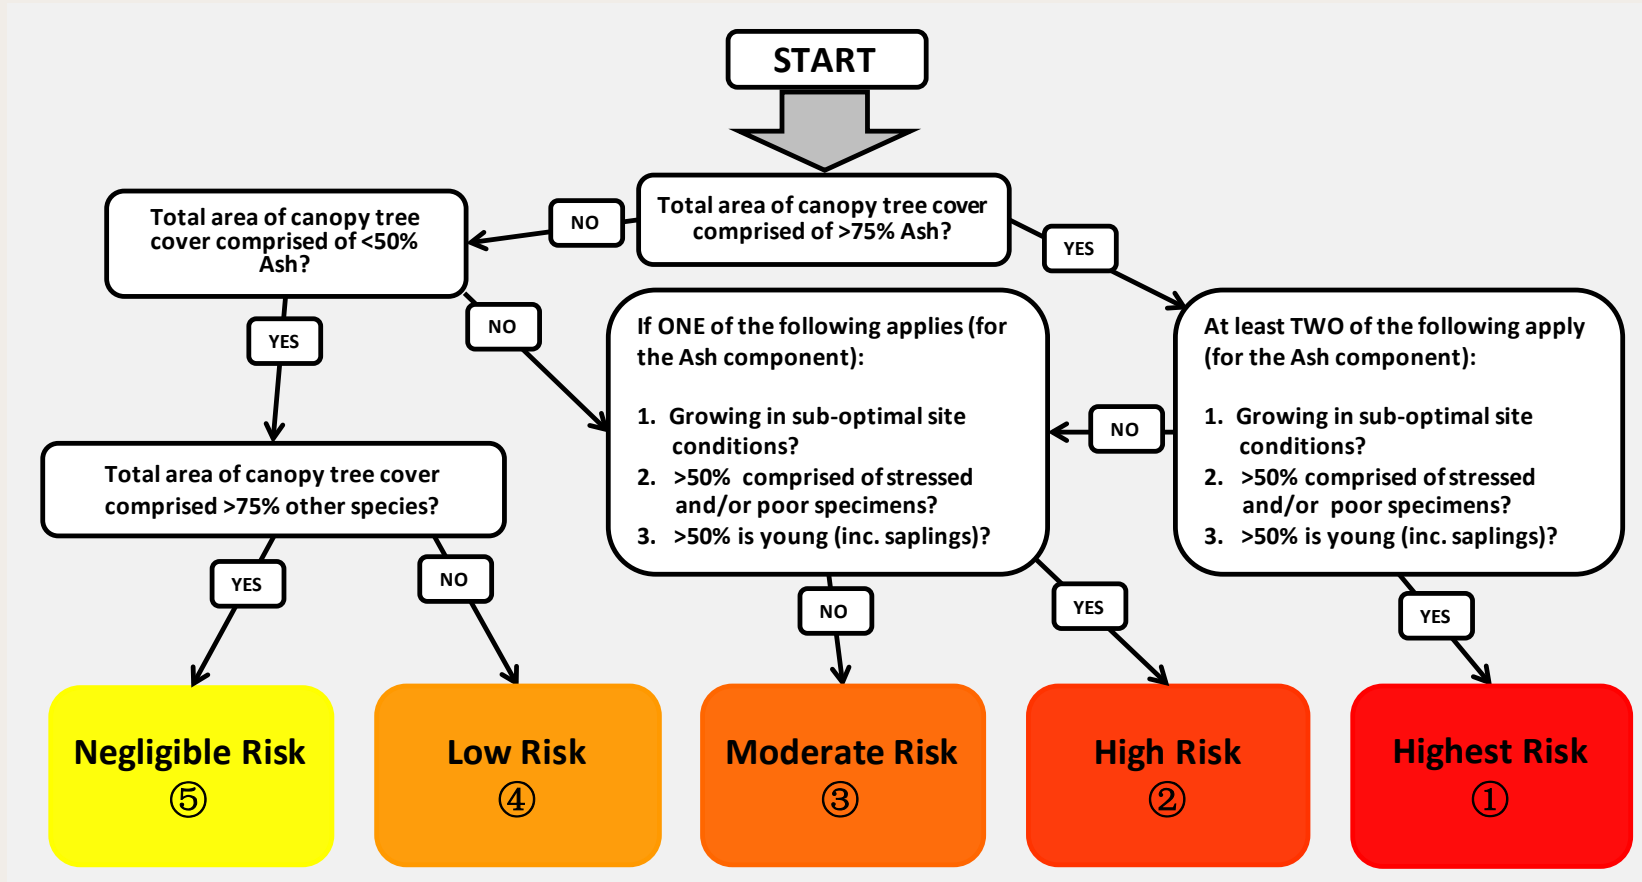 START
Total area of canopy tree cover
comprised of >75% Ash?
NO
YES
Total area of canopy tree
cover comprised of <50%
Ash?
YES
NO
If ONE of the following applies (for
the Ash component):
1. Growing in sub-optimal site
conditions?
2. >50% comprised of stressed
and/or poor specimens?
3. >50% is young (inc. saplings)?
NO
At least TWO of the following apply
(for the Ash component):
1. Growing in sub-optimal site
conditions?
2. >50% comprised of stressed
and/or poor specimens?
3. >50% is young (inc. saplings)?
Total area of canopy tree cover
comprised >75% other species?
YES
NO
NO
YES
YES
Negligible Risk
⑤
Low Risk
④
Moderate Risk
③
High Risk
②
Highest Risk
①